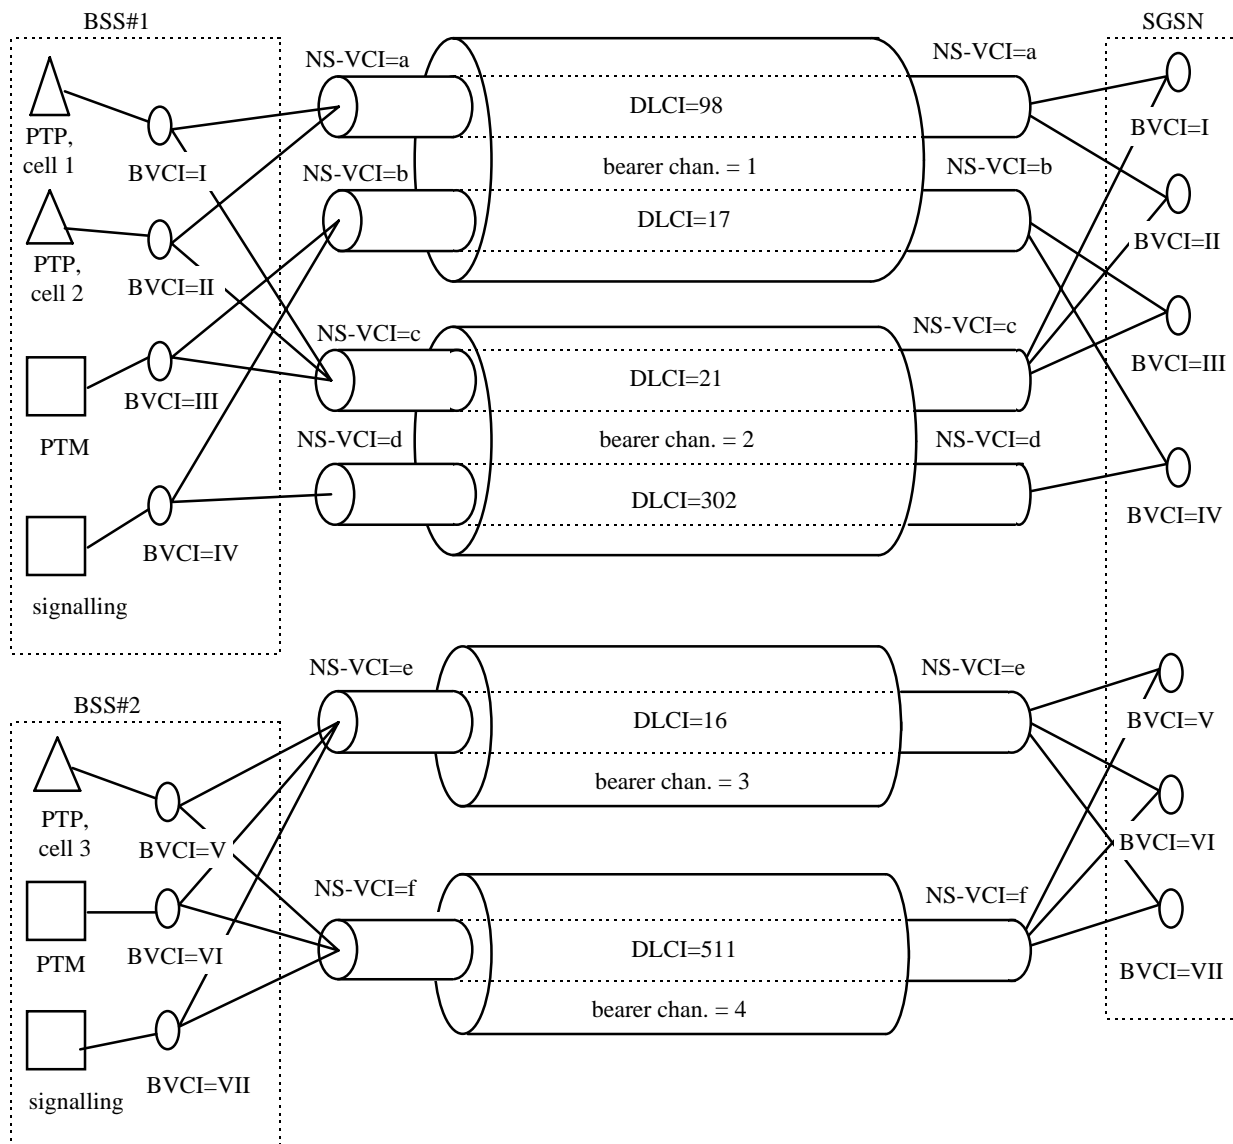 BSS#1
SGSN
NS-VCI=a
NS-VCI=a
DLCI=98
PTP,
cell 1
BVCI=I
BVCI=I
NS-VCI=b
bearer chan. = 1
NS-VCI=b
DLCI=17
PTP,
cell 2
BVCI=II
BVCI=II
NS-VCI=c
NS-VCI=c
BVCI=III
DLCI=21
BVCI=III
PTM
NS-VCI=d
bearer chan. = 2
NS-VCI=d
DLCI=302
BVCI=IV
BVCI=IV
signalling
NS-VCI=e
NS-VCI=e
BSS#2
DLCI=16
BVCI=V
bearer chan. = 3
PTP,
cell 3
BVCI=V
BVCI=VI
NS-VCI=f
NS-VCI=f
DLCI=511
PTM
BVCI=VI
BVCI=VII
bearer chan. = 4
BVCI=VII
signalling